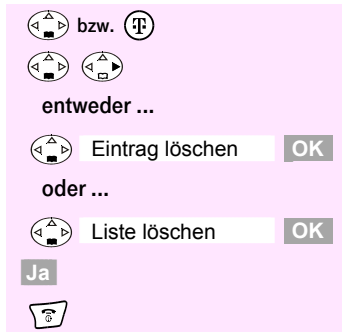 bzw. T
entweder ...
Eintrag löschen OK
oder ...
Liste löschen OK
Ja